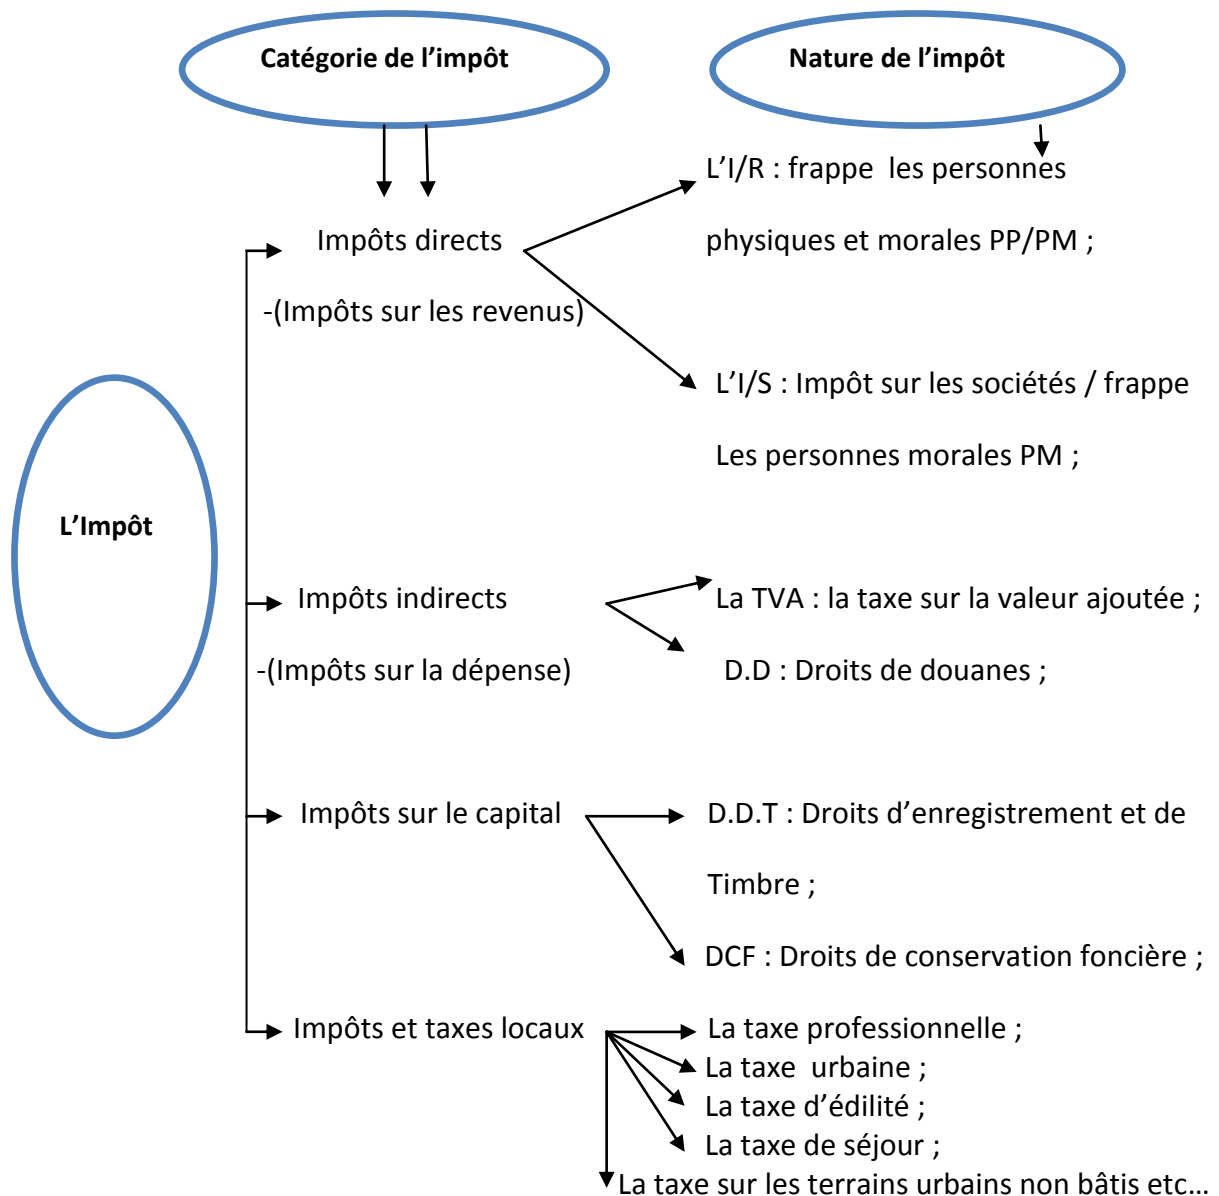 Catégorie de l’impôt
Nature de l’impôt
L’I/R : frappe les personnes
physiques et morales PP/PM ;
Impôts directs
-(Impôts sur les revenus)
L’I/S : Impôt sur les sociétés / frappe
Les personnes morales PM ;
L’Impôt
Impôts indirects
-(Impôts sur la dépense)
La TVA : la taxe sur la valeur ajoutée ;
D.D : Droits de douanes ;
Impôts sur le capital
D.D.T : Droits d’enregistrement et de
Timbre ;
DCF : Droits de conservation foncière ;
Impôts et taxes locaux
La taxe professionnelle ;
La taxe urbaine ;
La taxe d’édilité ;
La taxe de séjour ;
La taxe sur les terrains urbains non bâtis etc…